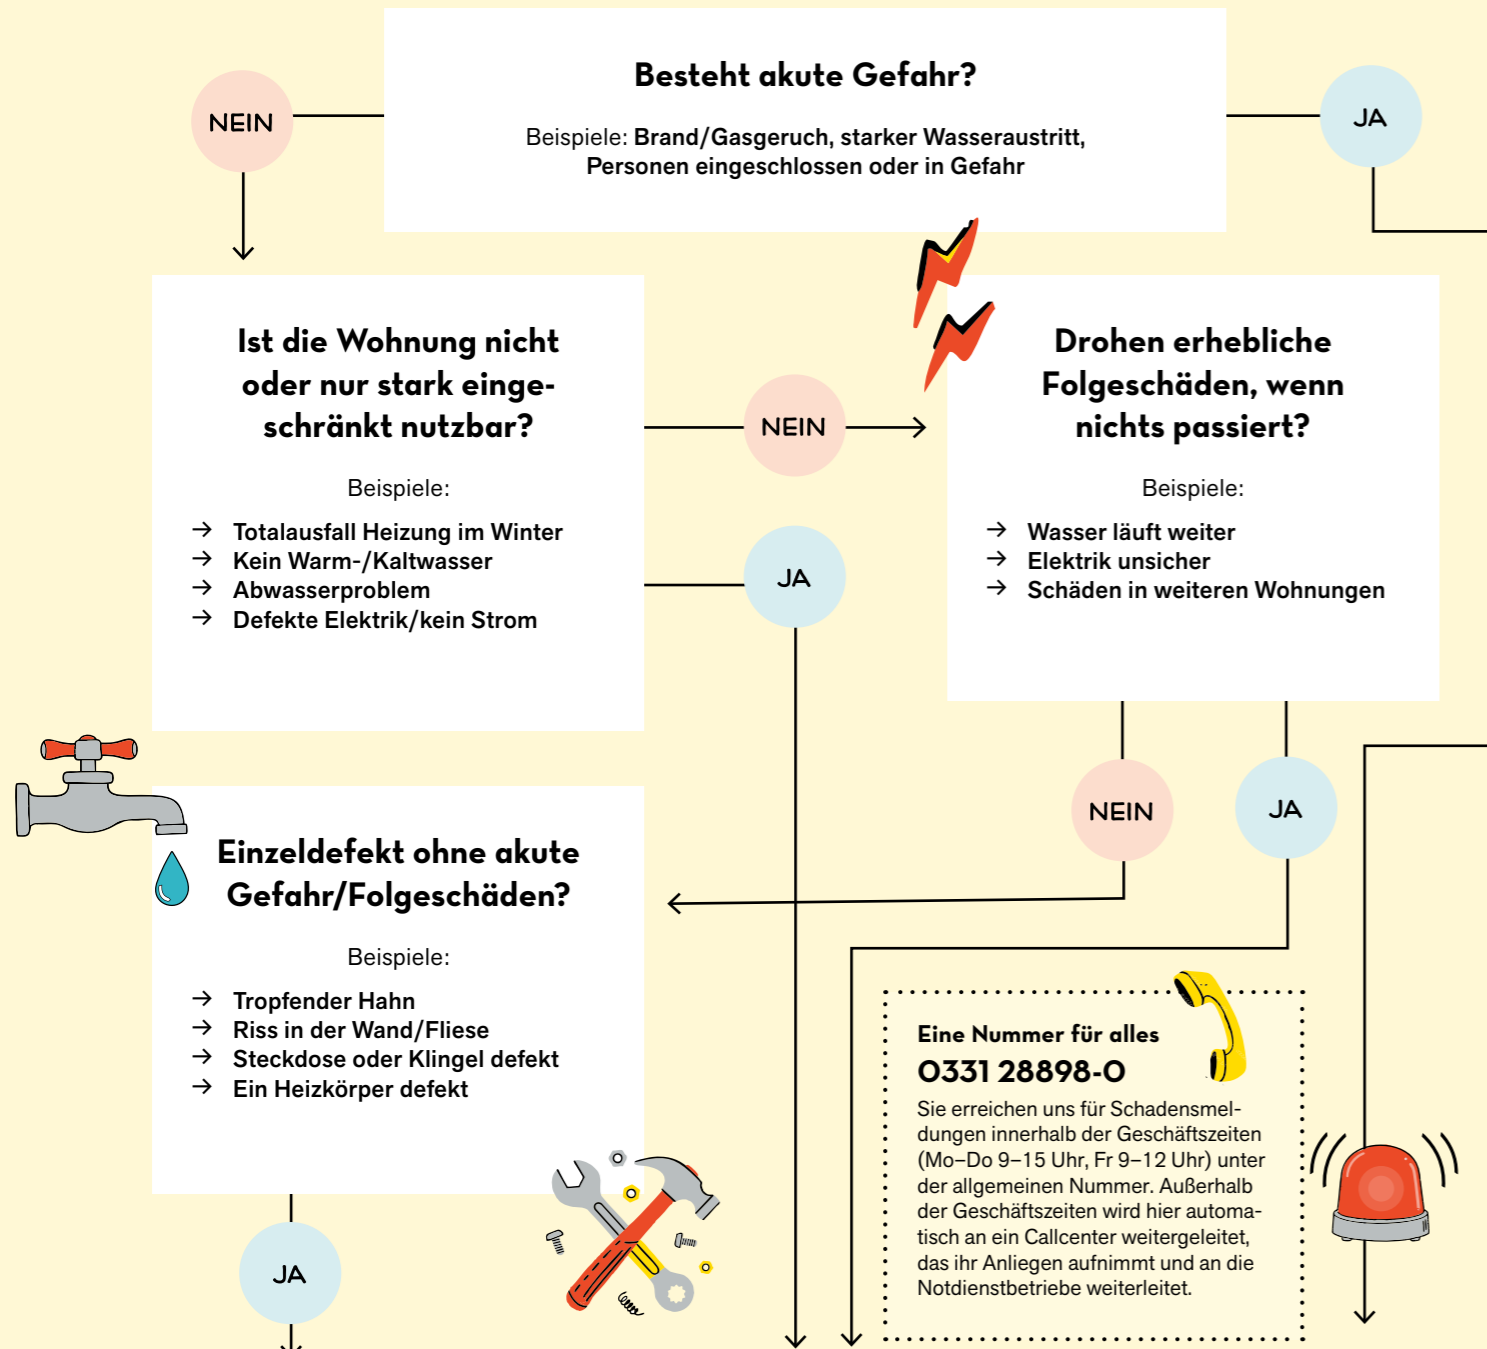 Besteht akute Gefahr?
Beispiele: Brand/Gasgeruch, starker Wasseraustritt,
Personen eingeschlossen oder in Gefahr
NEIN
JA
Ist die Wohnung nicht
oder nur stark einge-
schränkt nutzbar?
Beispiele:
→ Totalausfall Heizung im Winter
→ Kein Warm-/Kaltwasser
→ Abwasserproblem
→ Defekte Elektrik/kein Strom
NEIN
JA
Drohen erhebliche
Folgeschäden, wenn
nichts passiert?
Beispiele:
→ Wasser läuft weiter
→ Elektrik unsicher
→ Schäden in weiteren Wohnungen
NEIN
JA
Einzeldefekt ohne akute
Gefahr/Folgeschäden?
Beispiele:
→ Tropfender Hahn
→ Riss in der Wand/Fliese
→ Steckdose oder Klingel defekt
→ Ein Heizkörper defekt
JA
Eine Nummer für alles
0331 28898-0
Sie erreichen uns für Schadensmel-
dungen innerhalb der Geschäftszeiten
(Mo–Do 9–15 Uhr, Fr 9–12 Uhr) unter
der allgemeinen Nummer. Außerhalb
der Geschäftszeiten wird hier automa-
tisch an ein Callcenter weitergeleitet,
das ihr Anliegen aufnimmt und an die
Notdienstbetriebe weiterleitet.